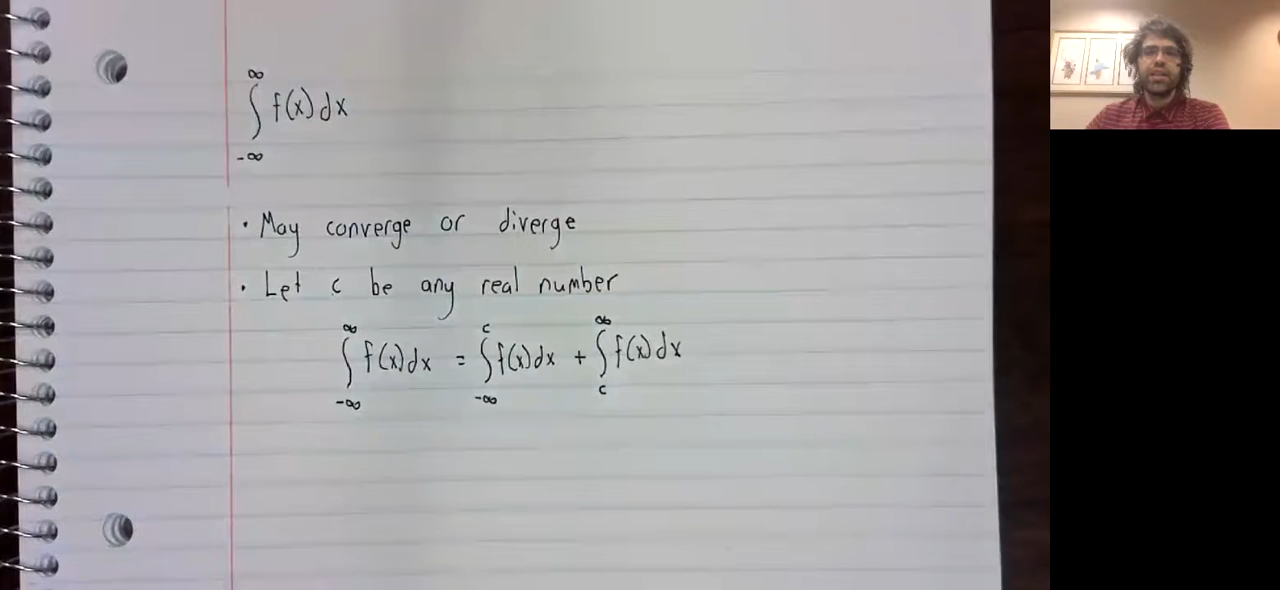 ∫_{-∞}^{∞} f(x) dx
· May converge or diverge
· Let c be any real number
∫_{-∞}^{∞} f(x) dx = ∫_{-∞}^{c} f(x) dx + ∫_{c}^{∞} f(x) dx